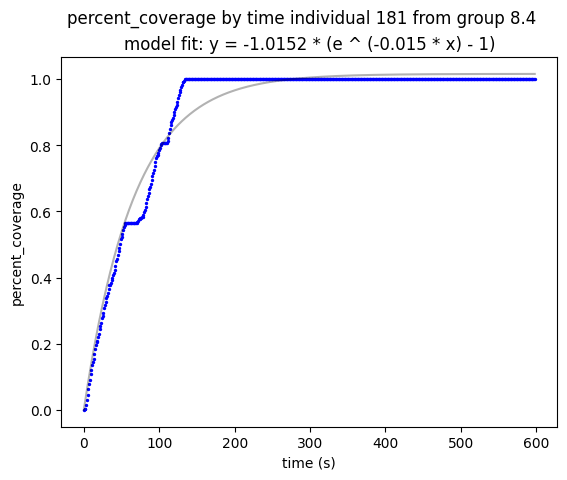 percent_coverage by time individual 181 from group 8.4
model fit: y = -1.0152 * (e ^ (-0.015 * x) - 1)
1.0
0.8
0.6
0.4
0.2
0.0
percent_coverage
0 100 200 300 400 500 600
time (s)